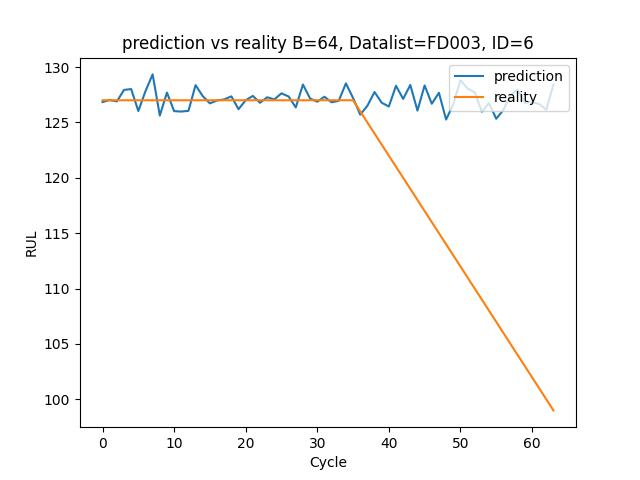 prediction vs reality B=64, Datalist=FD003, ID=6
130
125
120
115
110
105
100
RUL
prediction
reality
0 10 20 30 40 50 60
Cycle